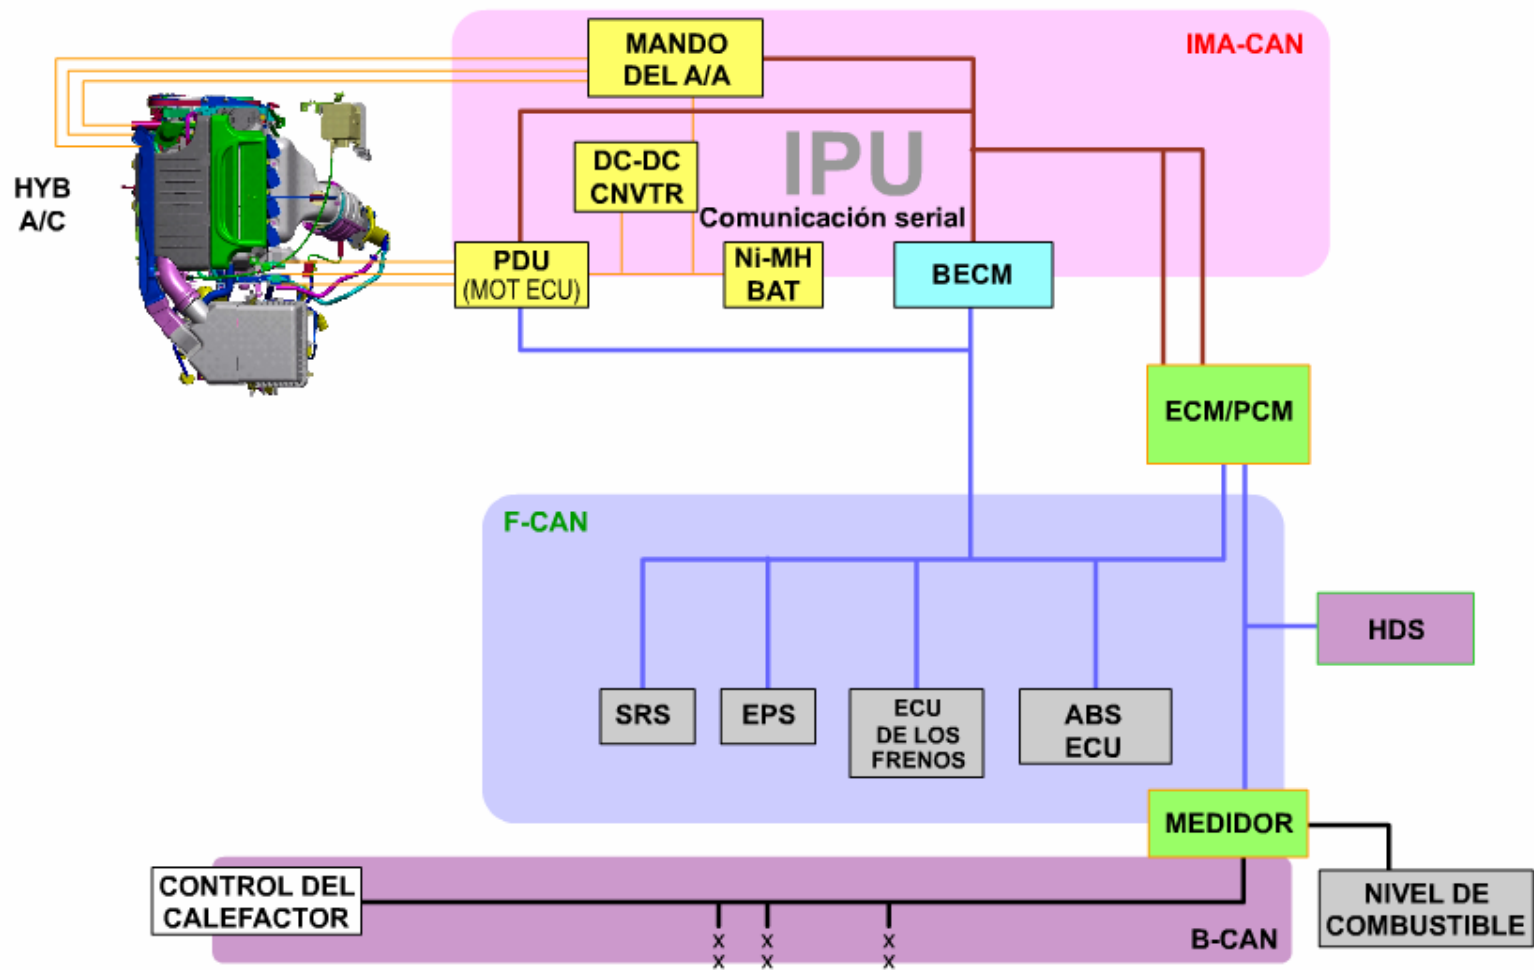 MANDO
DEL A/A
IMA-CAN
HYB
A/C
DC-DC
CNVTR
IPU
Comunicación serial
PDU
(MOT ECU)
Ni-MH
BAT
BECM
ECM/PCM
F-CAN
HDS
SRS
EPS
ECU
DE LOS
FRENOS
ABS
ECU
MEDIDOR
CONTROL DEL
CALEFACTOR
NIVEL DE
COMBUSTIBLE
B-CAN
x x x
x x x